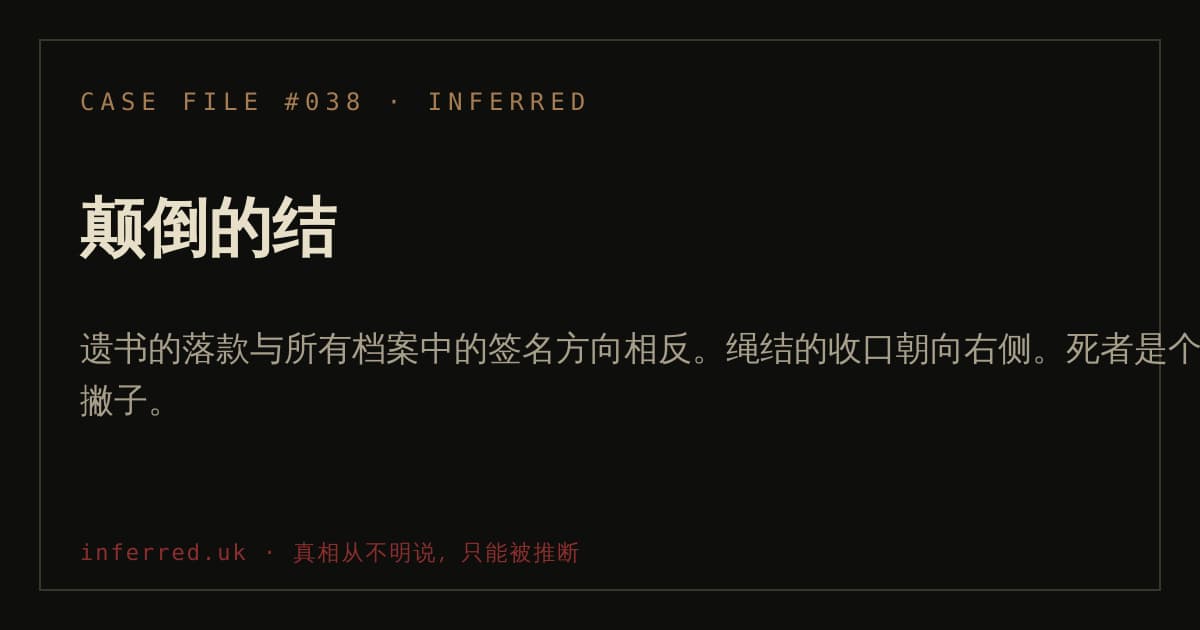 CASE FILE #038 · INFERRED
颠倒的结
遗书的落款与所有档案中的签名方向相反。绳结的收口朝向右侧。死者是个
撇子。
inferred.uk · 真相从不明说，只能被推断